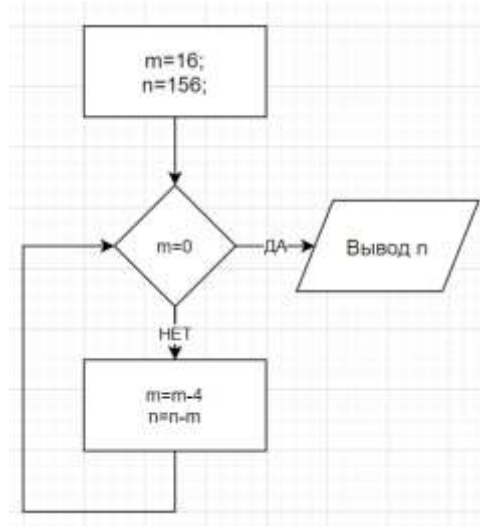 m=16;
n=156;
m=0
ДА
Вывод n
НЕТ
m=m-4
n=n-m